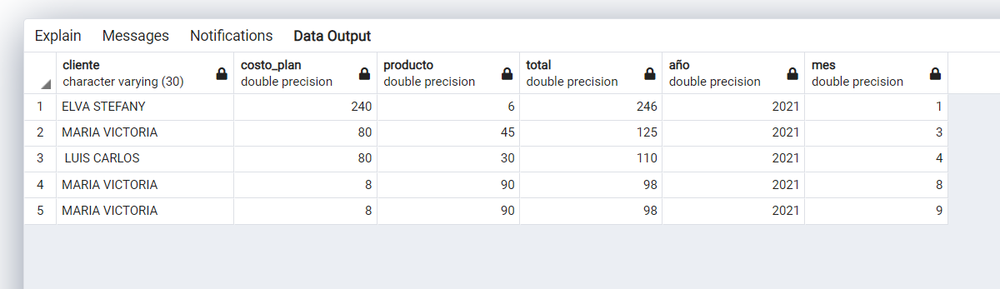 Explain Messages Notifications Data Output
cliente costo_plan producto total año mes
character varying (30) double precision double precision double precision double precision double precision
1 ELVA STEFANY 240 6 246 2021 1
2 MARIA VICTORIA 80 45 125 2021 3
3 LUIS CARLOS 80 30 110 2021 4
4 MARIA VICTORIA 8 90 98 2021 8
5 MARIA VICTORIA 8 90 98 2021 9